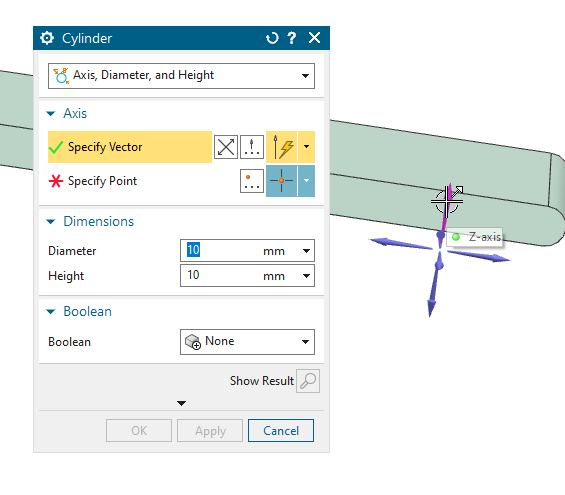 Cylinder
Axis, Diameter, and Height
Axis
Specify Vector
Specify Point
Dimensions
Diameter 10 mm
Height 10 mm
Boolean
Boolean None
Show Result
OK Apply Cancel
Z-axis